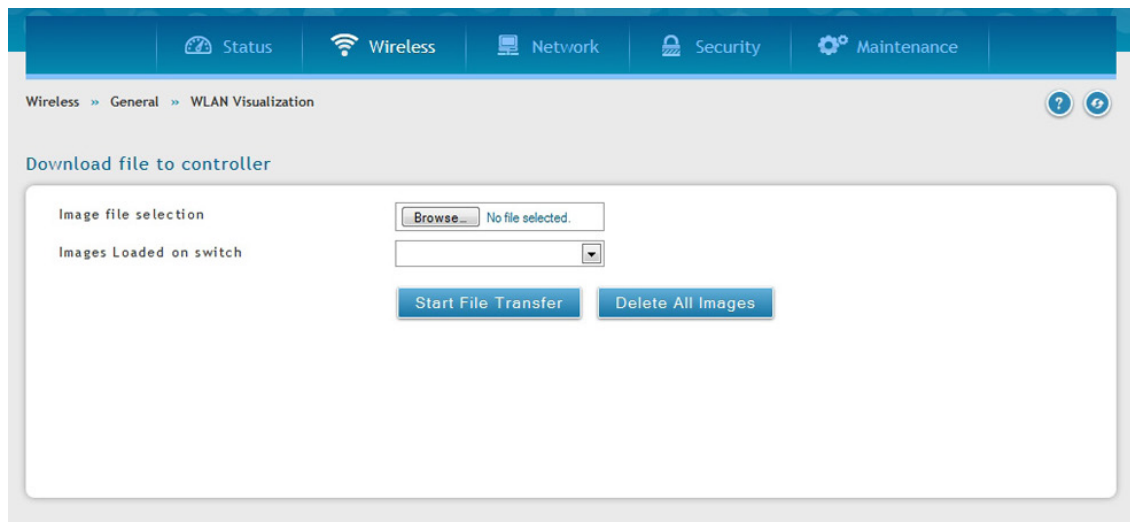 Status Wireless Network Security Maintenance
Wireless » General » WLAN Visualization
Download file to controller
Image file selection Browse... No file selected.
Images Loaded on switch
Start File Transfer Delete All Images